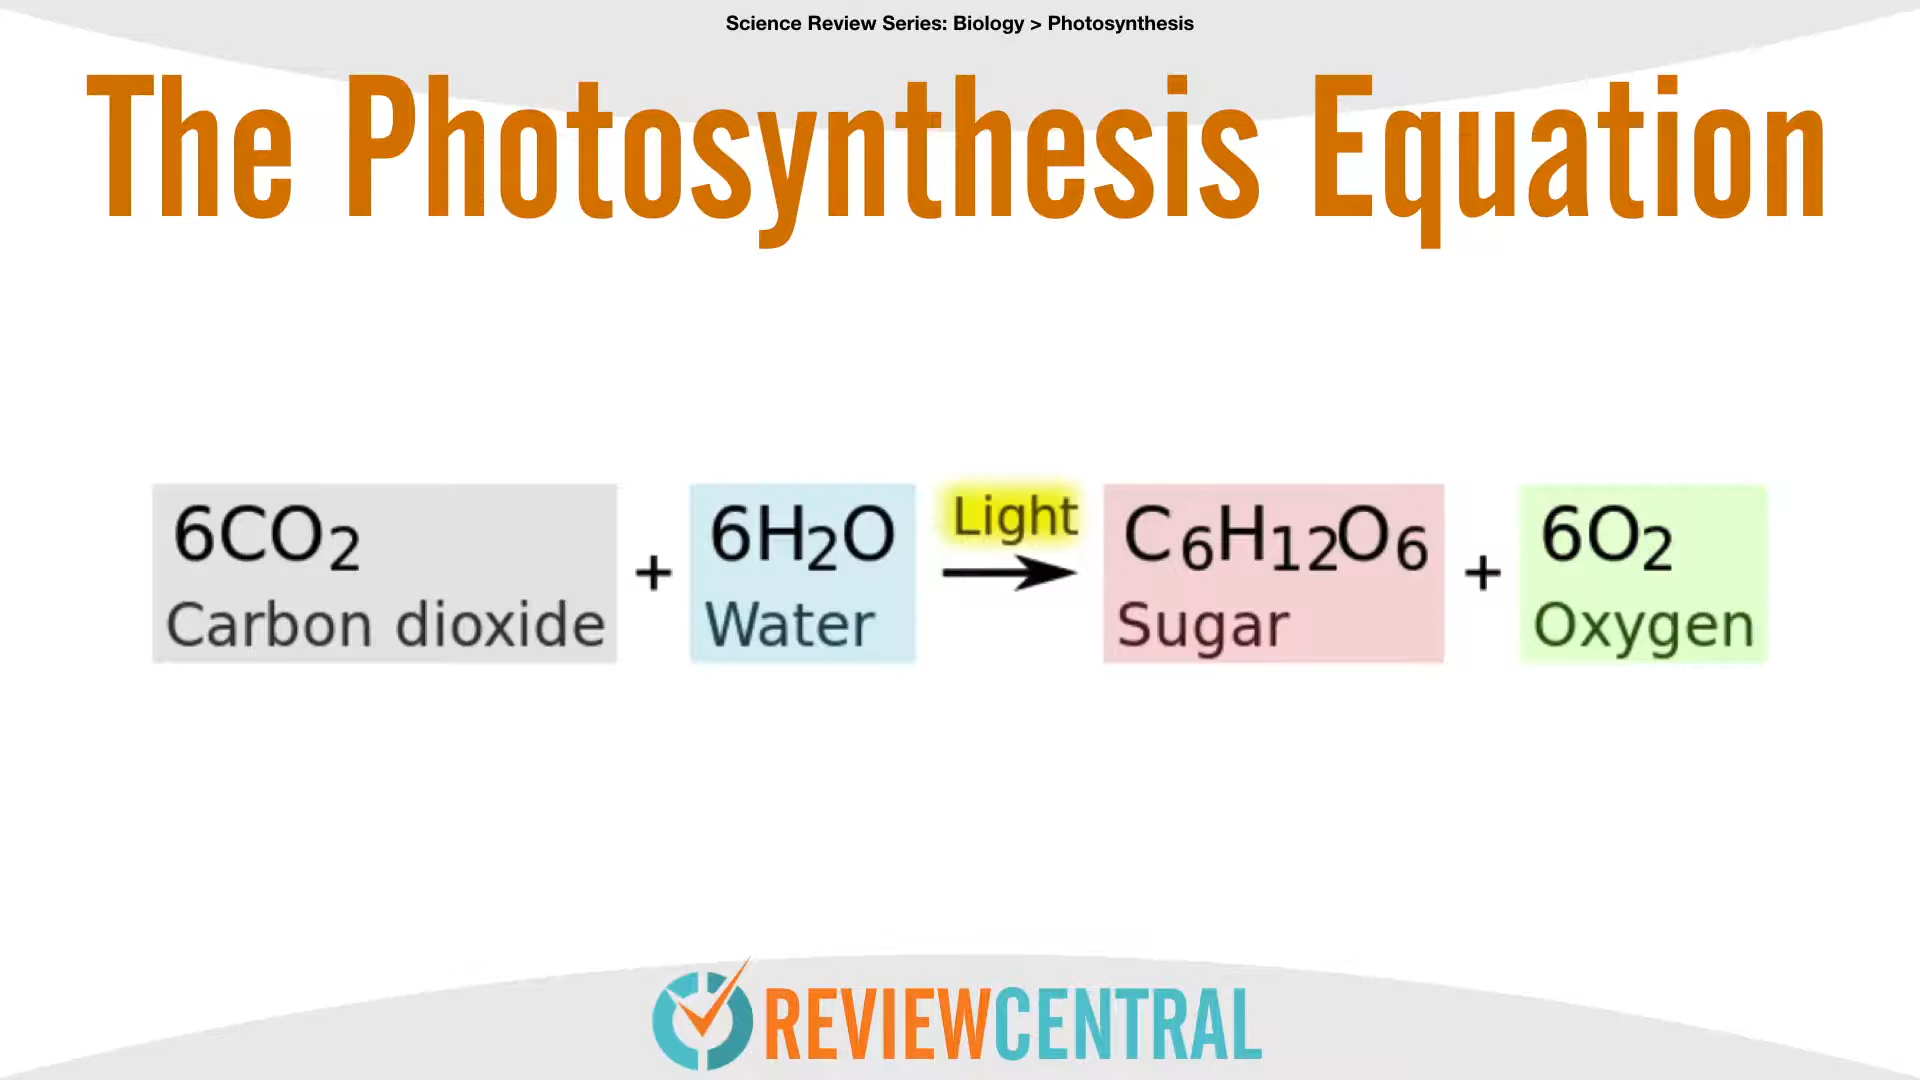 Science Review Series: Biology > Photosynthesis
The Photosynthesis Equation
6CO₂ + 6H₂O Light → C₆H₁₂O₆ + 6O₂
Carbon dioxide Water Sugar Oxygen
REVIEWCENTRAL